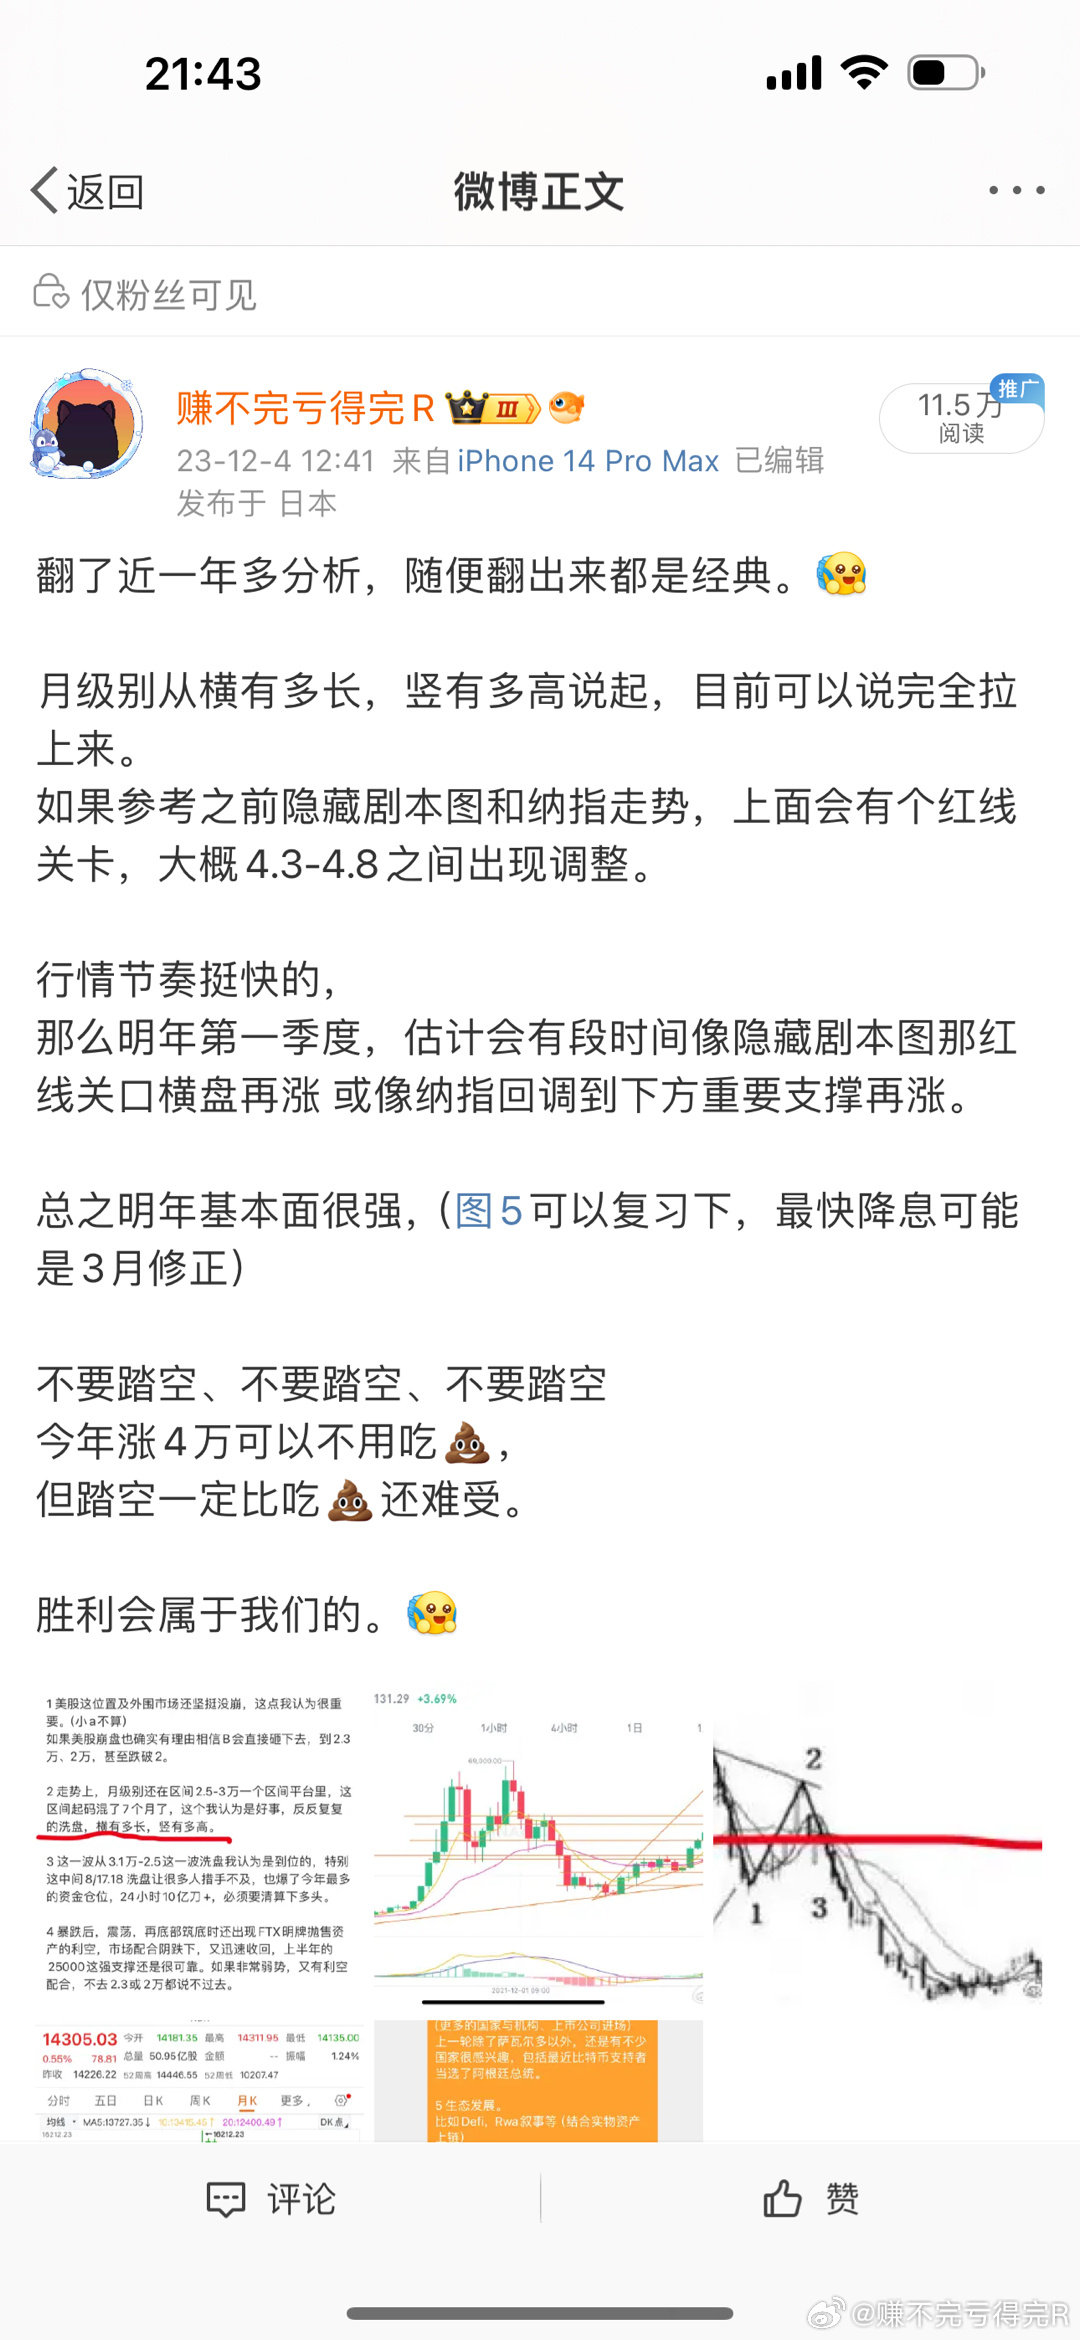 21:43
返回
微博正文
仅粉丝可见
赚不完亏得完R
III
11.5万
推广
阅读
23-12-4 12:41 来自 iPhone 14 Pro Max 已编辑
发布于 日本
翻了近一年多分析，随便翻出来都是经典。
月级别从横有多长，竖有多高说起，目前可以说完全拉
上来。
如果参考之前隐藏剧本图和纳指走势，上面会有个红线
关卡，大概4.3-4.8之间出现调整。
行情节奏挺快的，
那么明年第一季度，估计会有段时间像隐藏剧本图那红
线关口横盘再涨 或像纳指回调到下方重要支撑再涨。
总之明年基本面很强，（图5可以复习下，最快降息可能
是3月修正）
不要踏空、不要踏空、不要踏空
今年涨4万可以不用吃💩，
但踏空一定比吃💩还难受。
胜利会属于我们的。
1 美股这位置及外围市场还坚挺没崩，这点我认为很重
要。(小a不算)
如果美股崩盘也确实有理由相信B会直接砸下去，到2.3
万、2万，甚至跌破2。
2 走势上，月级别还在区间2.5-3万一个区间平台里，这
区间起码混了7个月了，这个我认为是好事，反反复复
的洗盘，横有多长，竖有多高。
3 这一波从3.1万-2.5这一波洗盘我认为是到位的，特别
这中间8/17.18 洗盘让很多人措手不及，也爆了今年最多
的资金仓位，24小时10亿刀+，必须要清算下多头。
4 暴跌后，震荡，再底部筑底时还出现FTX明牌抛售资
产的利空，市场配合阴跌下，又迅速收回，上半年的
25000这强支撑还是很可靠。如果非常弱势，又有利空
配合，不去2.3或2万都说不过去。
131.29 +3.69%
30分 1小时 4小时 1日 1
69,000.00
2021-12-01 09:00
2
1
3
14305.03 今开 14181.35 最高 14311.95 最低 14135.00
0.55% 78.81 总量 50.95亿股 金额 -- 振幅 1.24%
昨收 14226.22 52周高 14446.55 52周低 10207.47
分时 五日 日K 周K 月K 更多
均线 MA5:13727.35↓ 10:13415.45↑ 20:12400.49↑ DK点
16212.23
16212.23
(更多的国家与机构、上市公司进场)
上一轮除了萨瓦尔多以外，还是有不少
国家很感兴趣，包括最近比特币支持者
当选了阿根廷总统。
5 生态发展。
比如Defi、Rwa叙事等 (结合实物资产
上链)
评论
赞
@赚不完亏得完R